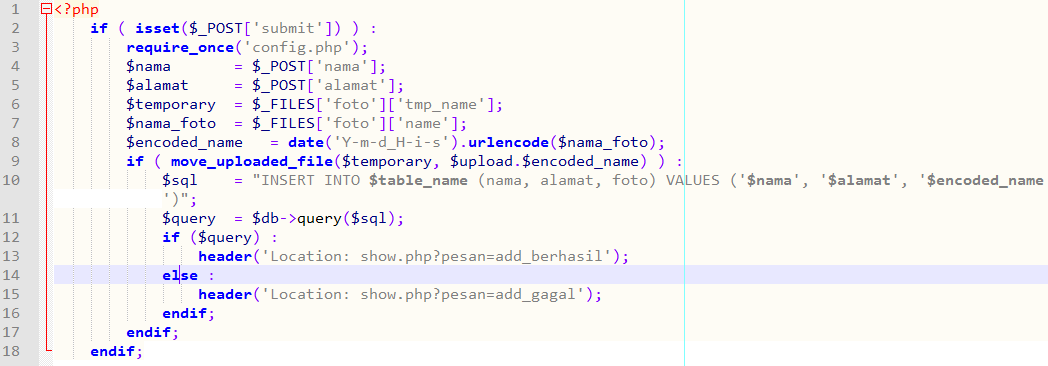 1 <?php
2 if ( isset($_POST['submit']) ) :
3 require_once('config.php');
4 $nama = $_POST['nama'];
5 $alamat = $_POST['alamat'];
6 $temporary = $_FILES['foto']['tmp_name'];
7 $nama_foto = $_FILES['foto']['name'];
8 $encoded_name = date('Y-m-d_H-i-s').urlencode($nama_foto);
9 if ( move_uploaded_file($temporary, $upload.$encoded_name) ) :
10 $sql = "INSERT INTO $table_name (nama, alamat, foto) VALUES ('$nama', '$alamat', '$encoded_name
')";
11 $query = $db->query($sql);
12 if ($query) :
13 header('Location: show.php?pesan=add_berhasil');
14 else :
15 header('Location: show.php?pesan=add_gagal');
16 endif;
17 endif;
18 endif;